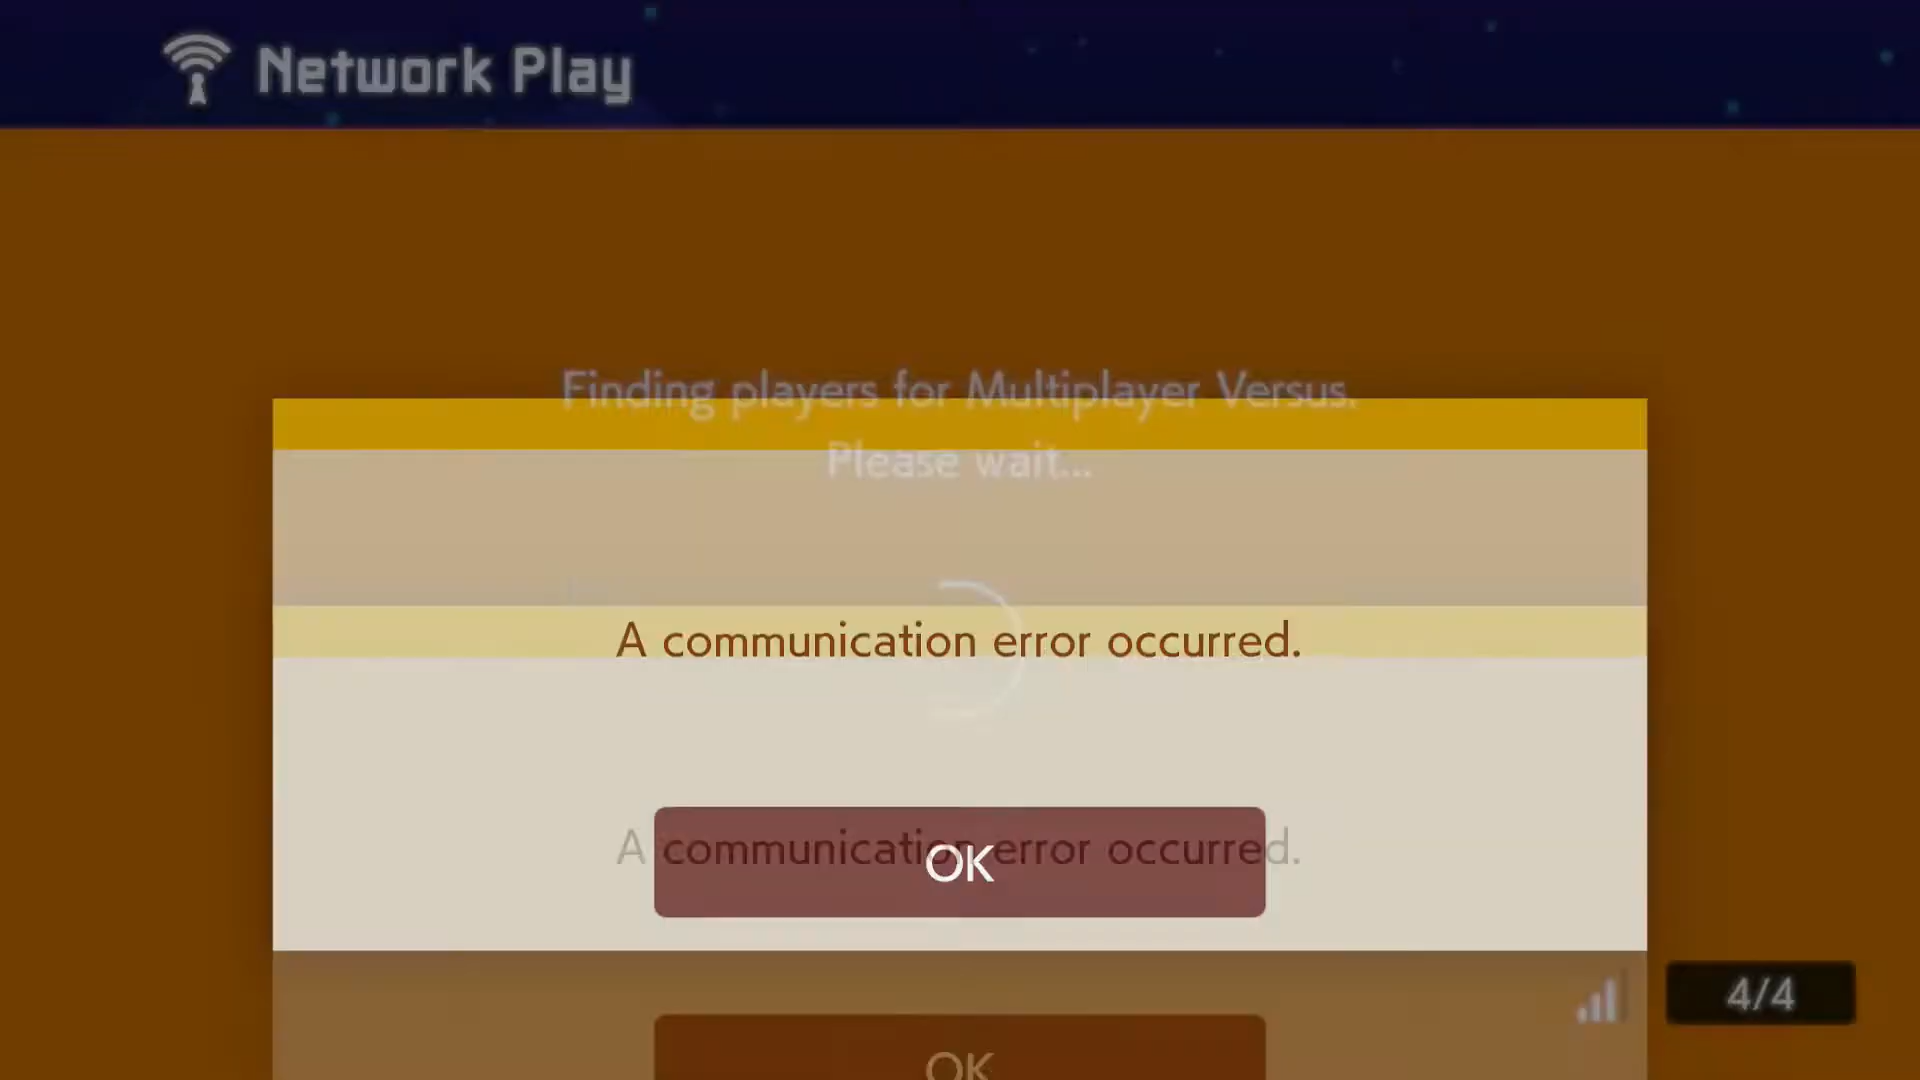 Network Play
Finding players for Multiplayer Versus.
Please wait...
A communication error occurred.
A communication error occurred.
OK
4/4
OK